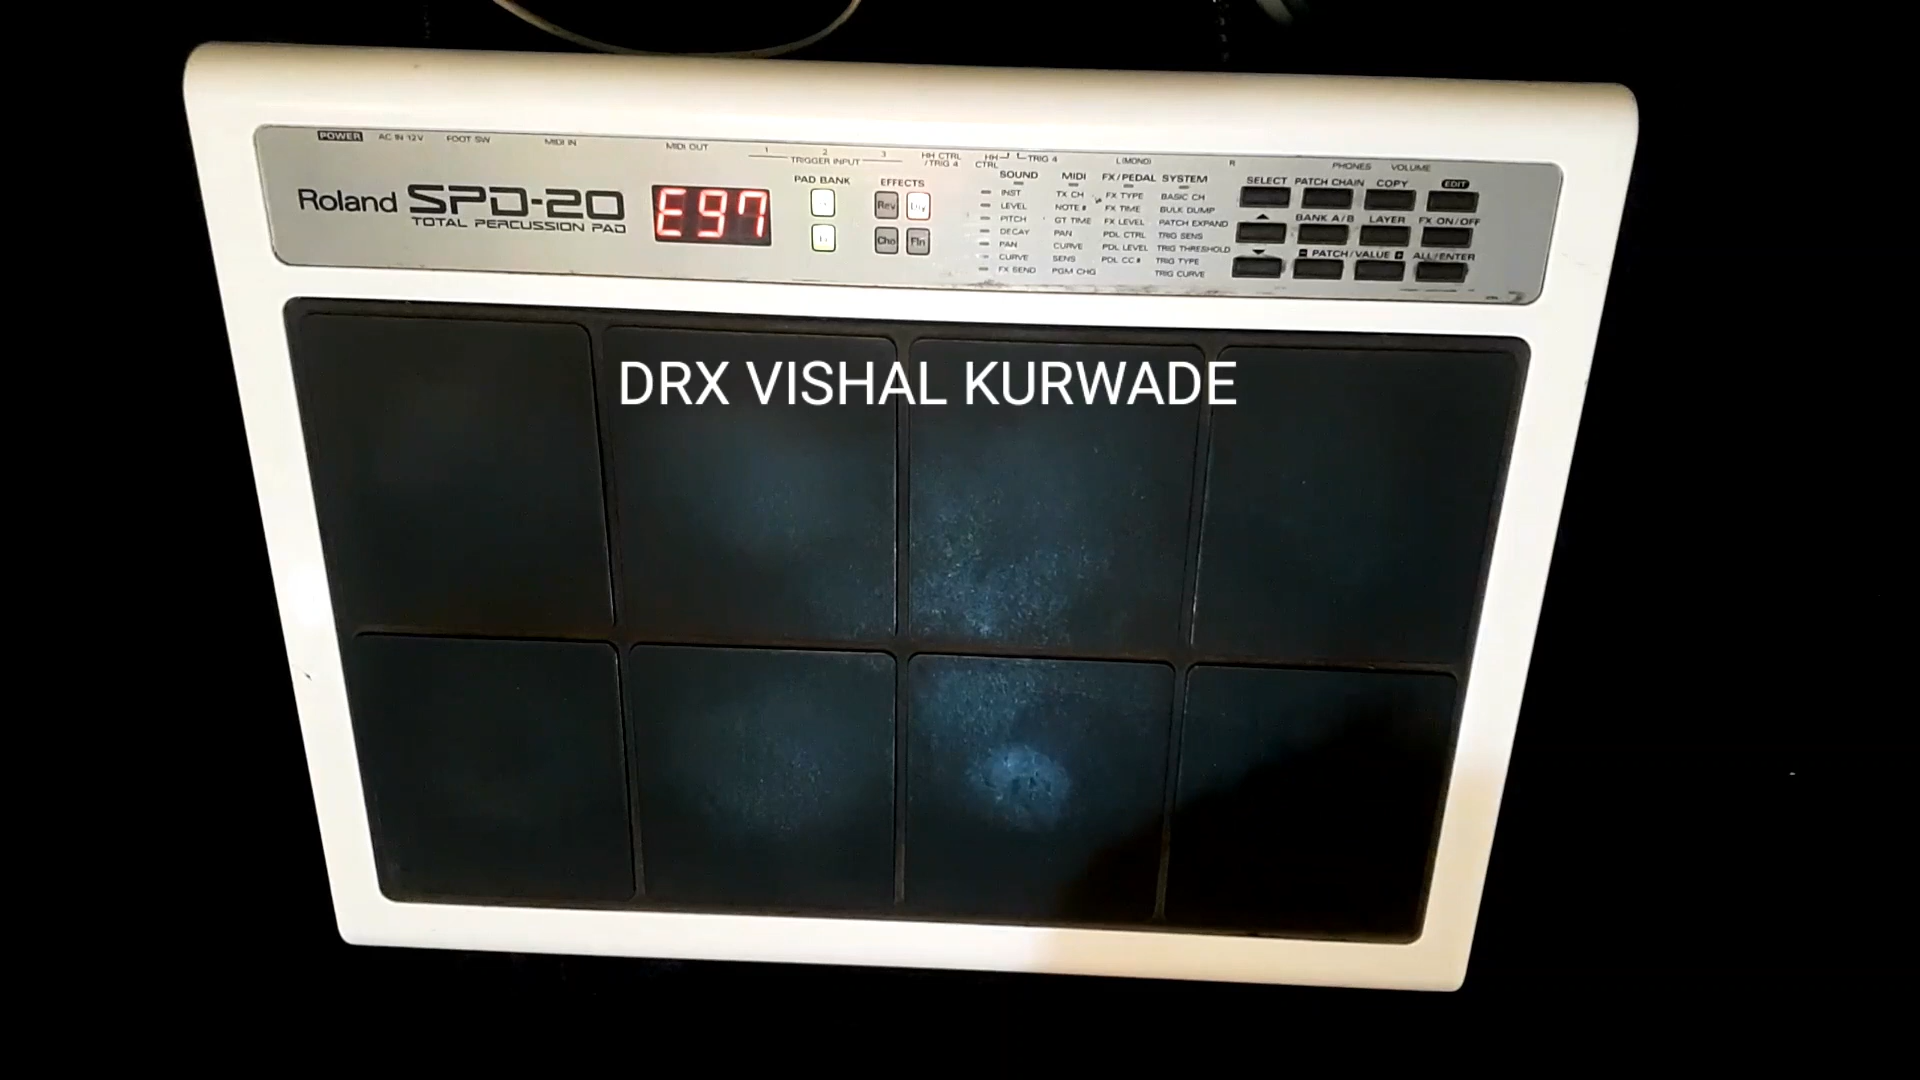 POWER AC IN 12V FOOT SW MIDI IN MIDI OUT
1 2 3
TRIGGER INPUT
HH CTRL
/TRIG 4
HH
CTRL
TRIG 4
L(MONO) R PHONES VOLUME
Roland SPD-20
TOTAL PERCUSSION PAD
E97
PAD BANK
EFFECTS
Rev Dly
Cho Fln
SOUND MIDI FX/PEDAL SYSTEM
INST TX CH FX TYPE BASIC CH
LEVEL NOTE # FX TIME BULK DUMP
PITCH GT TIME FX LEVEL PATCH EXPAND
DECAY PAN PDL CTRL TRIG SENS
PAN CURVE PDL LEVEL TRIG THRESHOLD
CURVE SENS PDL CC # TRIG TYPE
FX SEND PGM CHG TRIG CURVE
SELECT PATCH CHAIN COPY EDIT
BANK A/B LAYER FX ON/OFF
- PATCH/VALUE + ALL/ENTER
DRX VISHAL KURWADE